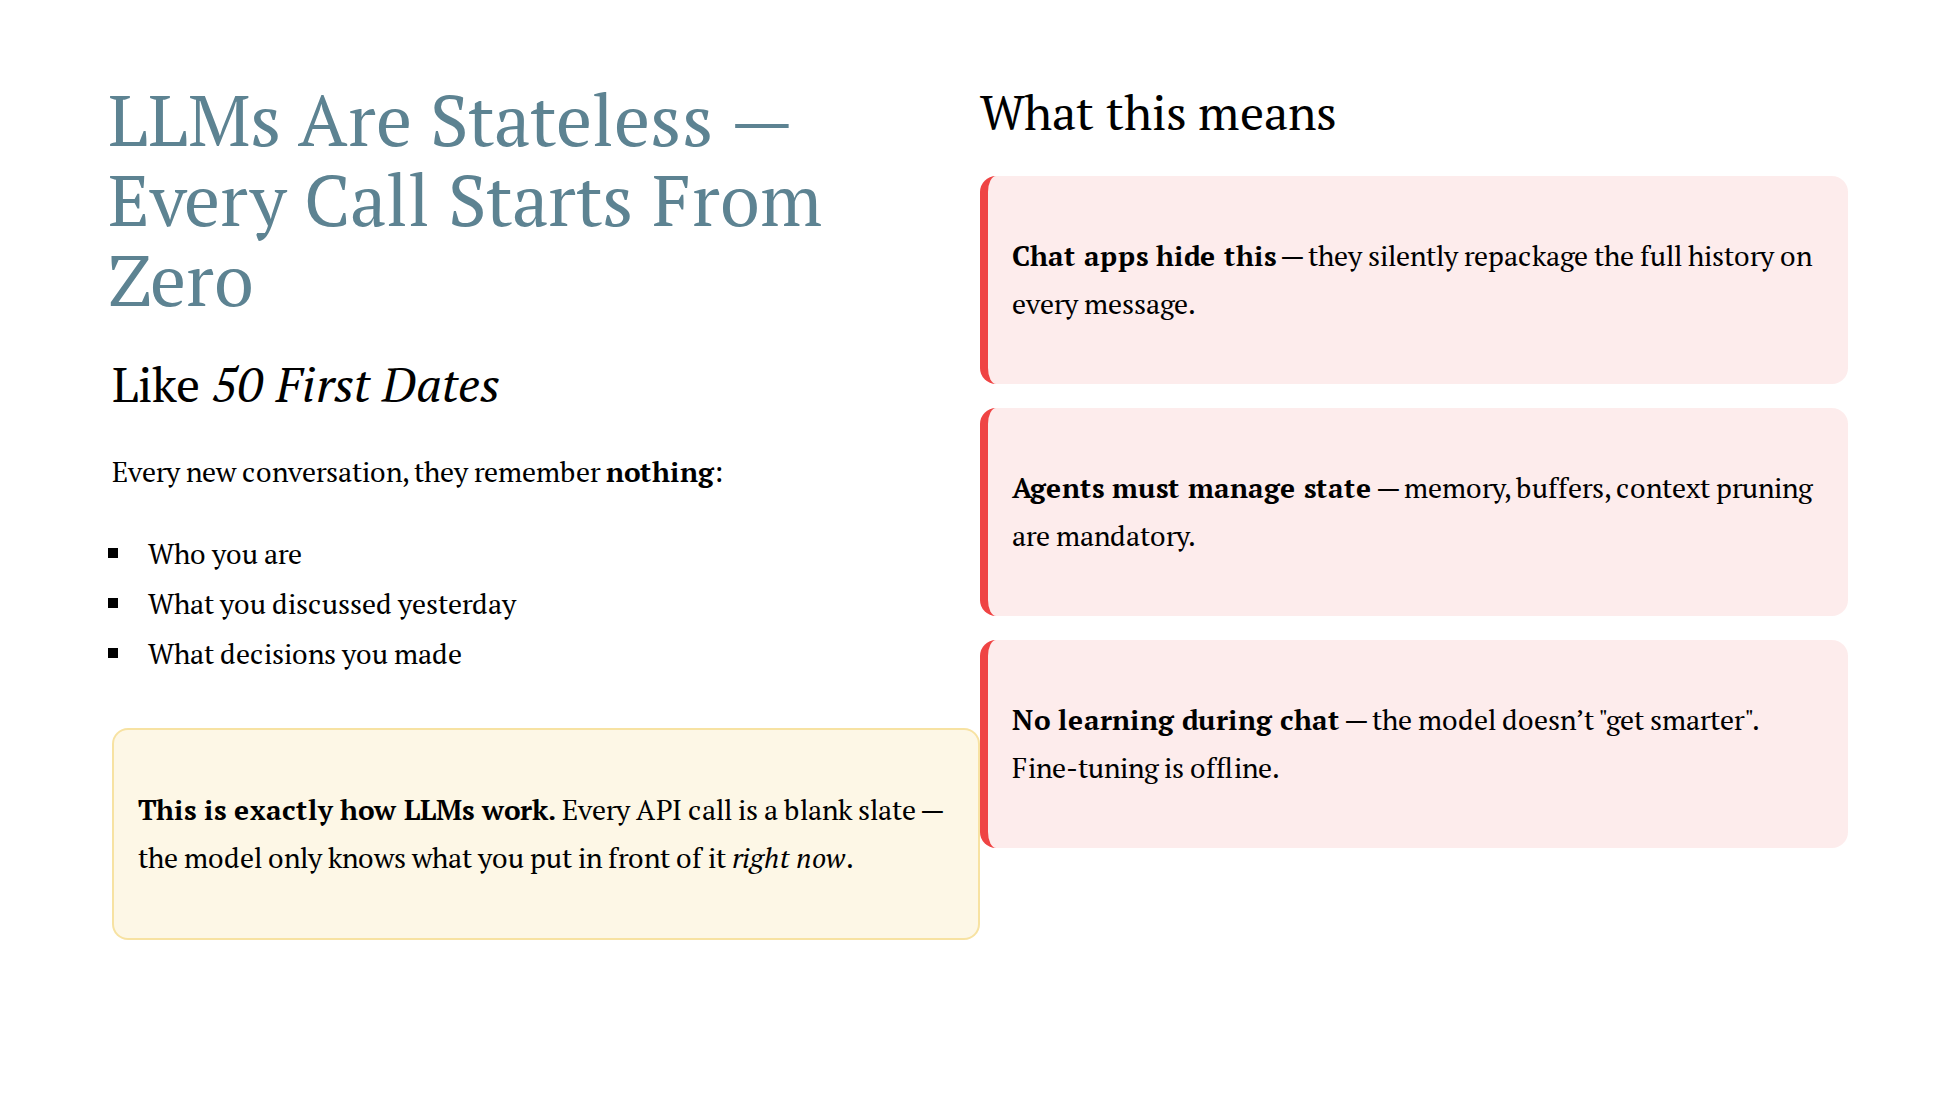 LLMs Are Stateless —
Every Call Starts From
Zero
Like 50 First Dates
Every new conversation, they remember nothing:
Who you are
What you discussed yesterday
What decisions you made
This is exactly how LLMs work. Every API call is a blank slate —
the model only knows what you put in front of it right now.
What this means
Chat apps hide this — they silently repackage the full history on
every message.
Agents must manage state — memory, buffers, context pruning
are mandatory.
No learning during chat — the model doesn’t "get smarter".
Fine-tuning is offline.